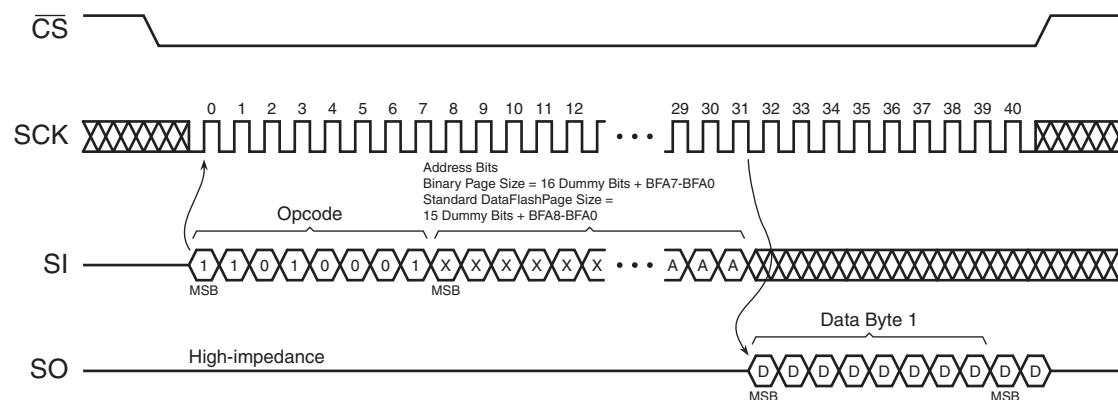 CS
SCK
0 1 2 3 4 5 6 7 8 9 10 11 12 29 30 31 32 33 34 35 36 37 38 39 40
• • •
Address Bits
Binary Page Size = 16 Dummy Bits + BFA7-BFA0
Standard DataFlashPage Size =
15 Dummy Bits + BFA8-BFA0
Opcode
SI
1 1 0 1 0 0 0 1 X X X X X X • • • A A A
MSB MSB
Data Byte 1
High-impedance
SO
D D D D D D D D D D
MSB MSB